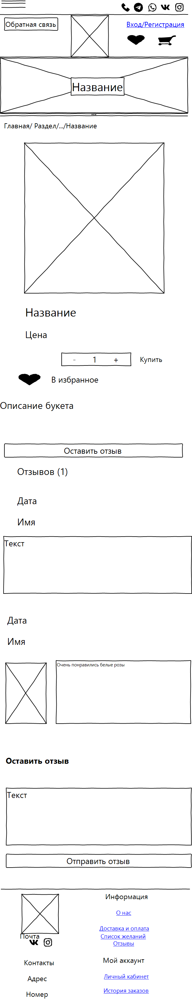 Обратная связь
Вход/Регистрация
Название
...
Главная/ Раздел/.../Название
Название
Цена
- 1 +
Купить
В избранное
Описание букета
Оставить отзыв
Отзывов (1)
Дата
Имя
Текст
Дата
Имя
Очень понравились белые розы
Оставить отзыв
Текст
Отправить отзыв
Информация
О нас
Доставка и оплата
Список желаний
Отзывы
Почта
Контакты
Адрес
Номер
Мой аккаунт
Личный кабинет
История заказов